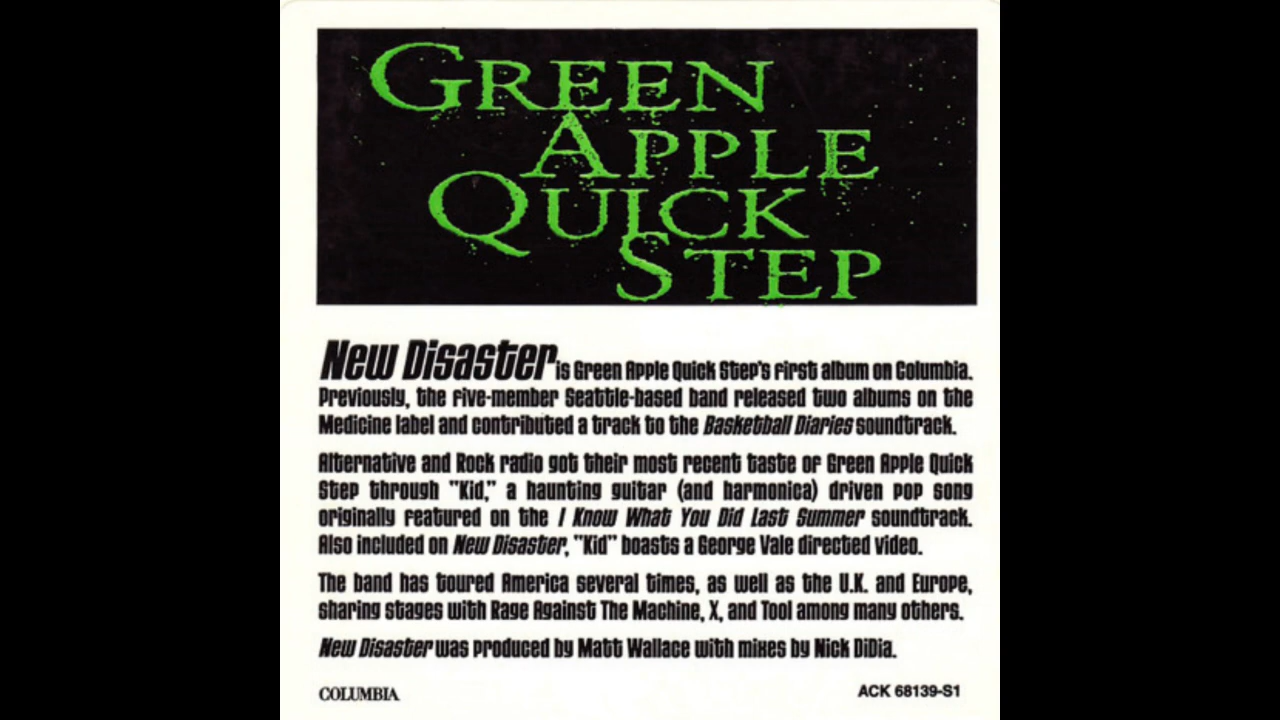 GREEN
APPLE
QUICK
STEP
New Disaster is Green Apple Quick Step's first album on Columbia.
Previously, the five-member Seattle-based band released two albums on the
Medicine label and contributed a track to the Basketball Diaries soundtrack.
Alternative and Rock radio got their most recent taste of Green Apple Quick
Step through "Kid," a haunting guitar (and harmonica) driven pop song
originally featured on the I Know What You Did Last Summer soundtrack.
Also included on New Disaster, "Kid" boasts a George Vale directed video.
The band has toured America several times, as well as the U.K. and Europe,
sharing stages with Rage Against The Machine, X, and Tool among many others.
New Disaster was produced by Matt Wallace with mixes by Nick DiDia.
COLUMBIA
ACK 68139-S1